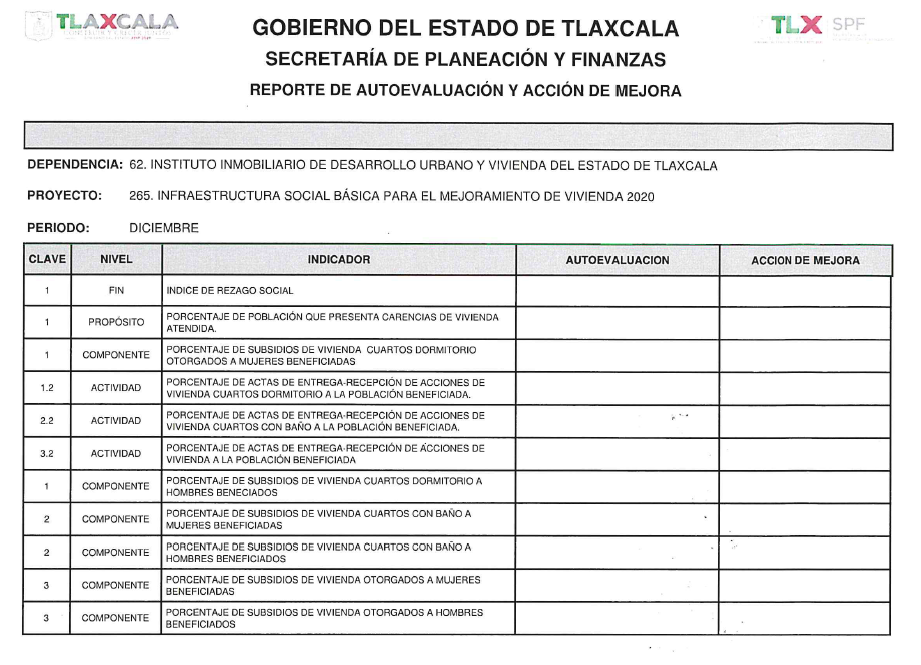 TLAXCALA
TLX SPF
GOBIERNO DEL ESTADO DE TLAXCALA
SECRETARÍA DE PLANEACIÓN Y FINANZAS
REPORTE DE AUTOEVALUACIÓN Y ACCIÓN DE MEJORA
DEPENDENCIA: 62. INSTITUTO INMOBILIARIO DE DESARROLLO URBANO Y VIVIENDA DEL ESTADO DE TLAXCALA
PROYECTO: 265. INFRAESTRUCTURA SOCIAL BÁSICA PARA EL MEJORAMIENTO DE VIVIENDA 2020
PERIODO: DICIEMBRE
CLAVE NIVEL INDICADOR AUTOEVALUACION ACCION DE MEJORA
1 FIN INDICE DE REZAGO SOCIAL
1 PROPÓSITO PORCENTAJE DE POBLACIÓN QUE PRESENTA CARENCIAS DE VIVIENDA
ATENDIDA.
1 COMPONENTE PORCENTAJE DE SUBSIDIOS DE VIVIENDA CUARTOS DORMITORIO
OTORGADOS A MUJERES BENEFICIADAS
1.2 ACTIVIDAD PORCENTAJE DE ACTAS DE ENTREGA-RECEPCIÓN DE ACCIONES DE
VIVIENDA CUARTOS DORMITORIO A LA POBLACIÓN BENEFICIADA.
2.2 ACTIVIDAD PORCENTAJE DE ACTAS DE ENTREGA-RECEPCIÓN DE ACCIONES DE
VIVIENDA CUARTOS CON BAÑO A LA POBLACIÓN BENEFICIADA.
3.2 ACTIVIDAD PORCENTAJE DE ACTAS DE ENTREGA-RECEPCIÓN DE ACCIONES DE
VIVIENDA A LA POBLACIÓN BENEFICIADA
1 COMPONENTE PORCENTAJE DE SUBSIDIOS DE VIVIENDA CUARTOS DORMITORIO A
HOMBRES BENECIADOS
2 COMPONENTE PORCENTAJE DE SUBSIDIOS DE VIVIENDA CUARTOS CON BAÑO A
MUJERES BENEFICIADAS
2 COMPONENTE PORCENTAJE DE SUBSIDIOS DE VIVIENDA CUARTOS CON BAÑO A
HOMBRES BENEFICIADOS
3 COMPONENTE PORCENTAJE DE SUBSIDIOS DE VIVIENDA OTORGADOS A MUJERES
BENEFICIADAS
3 COMPONENTE PORCENTAJE DE SUBSIDIOS DE VIVIENDA OTORGADOS A HOMBRES
BENEFICIADOS